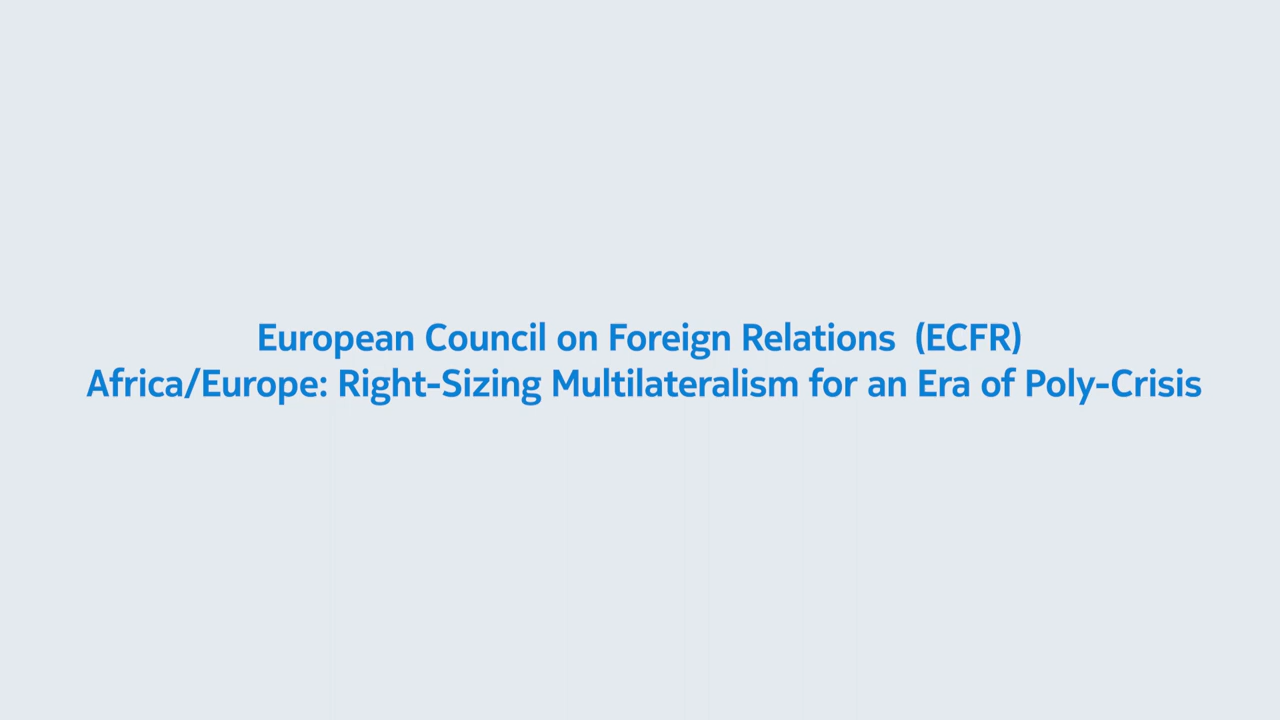 European Council on Foreign Relations  (ECFR)
Africa/Europe: Right-Sizing Multilateralism for an Era of Poly-Crisis